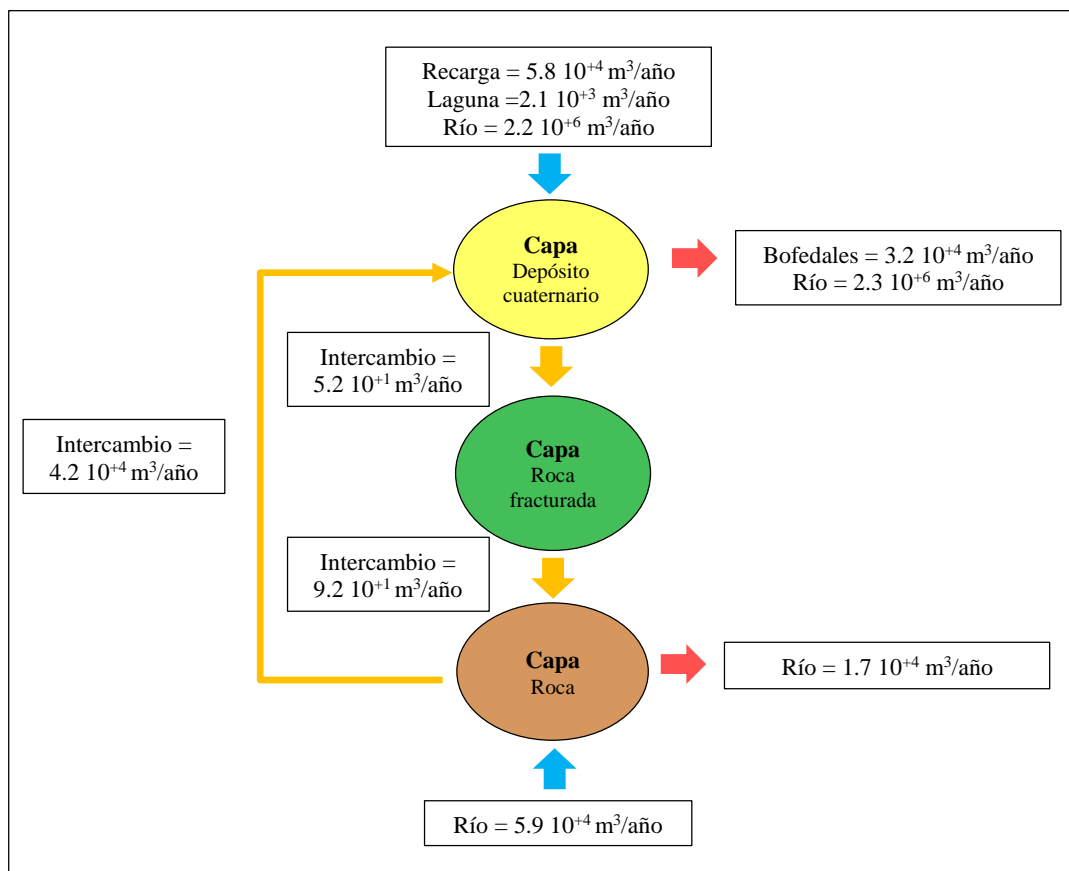 Recarga = 5.8 10⁺⁴ m³/año
Laguna =2.1 10⁺³ m³/año
Río = 2.2 10⁺⁶ m³/año
Capa
Depósito
cuaternario
Bofedales = 3.2 10⁺⁴ m³/año
Río = 2.3 10⁺⁶ m³/año
Intercambio =
5.2 10⁺¹ m³/año
Intercambio =
4.2 10⁺⁴ m³/año
Capa
Roca
fracturada
Intercambio =
9.2 10⁺¹ m³/año
Capa
Roca
Río = 1.7 10⁺⁴ m³/año
Río = 5.9 10⁺⁴ m³/año